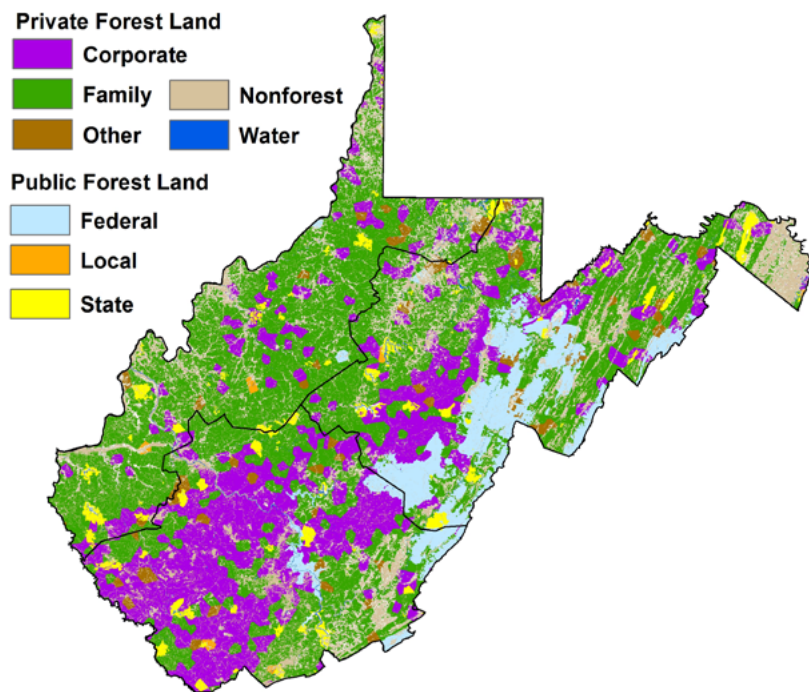 Private Forest Land
Corporate
Family
Nonforest
Other
Water
Public Forest Land
Federal
Local
State